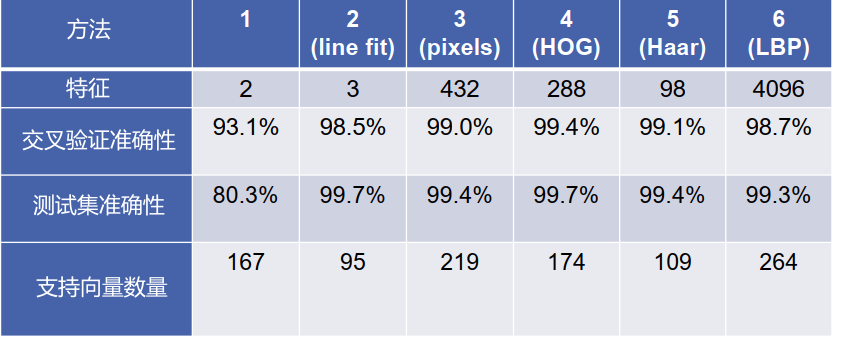 方法 1 2 3 4 5 6
(line fit) (pixels) (HOG) (Haar) (LBP)
特征 2 3 432 288 98 4096
交叉验证准确性 93.1% 98.5% 99.0% 99.4% 99.1% 98.7%
测试集准确性 80.3% 99.7% 99.4% 99.7% 99.4% 99.3%
支持向量数量 167 95 219 174 109 264